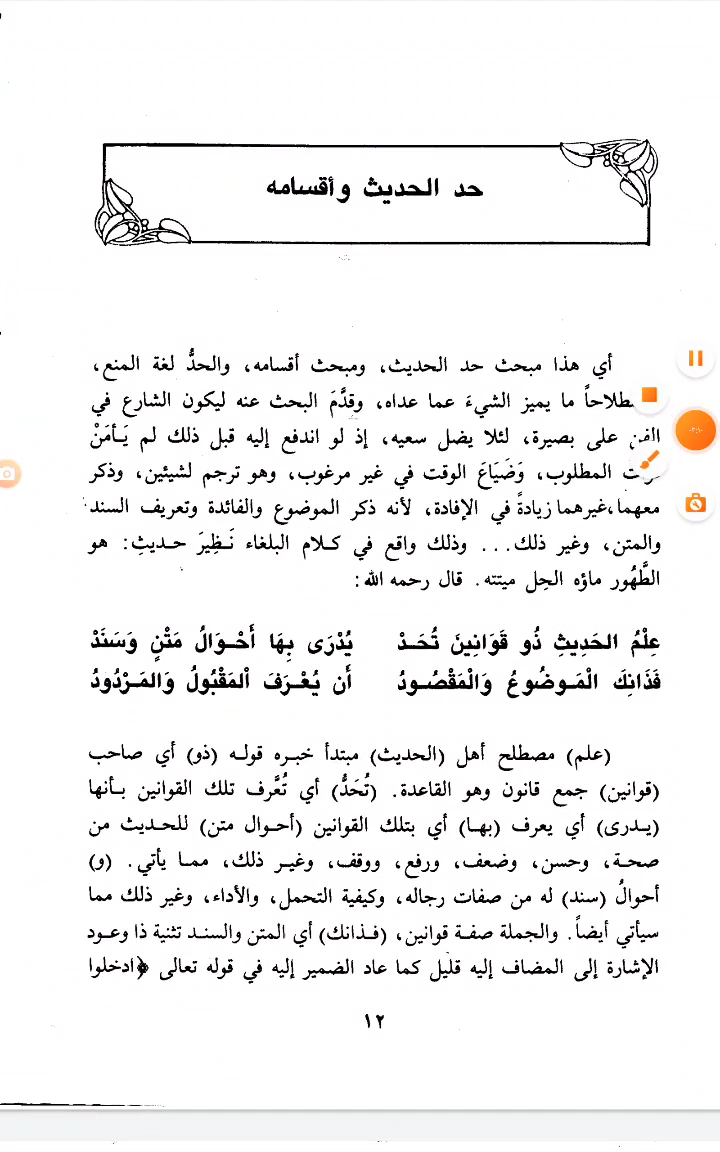 حد الحديث وأقسامه
أي هذا مبحث حد الحديث، ومبحث أقسامه، والحدُّ لغة المنع،
ما يميز الشيءَ عما عداه، وقدَّمَ البحث عنه ليكون الشارع في
الفن على بصيرة، لئلا يضل سعيه، إذ لو اندفع إليه قبل ذلك لم يَأمَنْ
المطلوب، وَضَيَاعَ الوقت في غير مرغوب، وهو ترجم لشيئين، وذكر
معهما،غيرهما زيادةً في الإفادة، لأنه ذكر الموضوع والفائدة وتعريف السند
والمتن، وغير ذلك... وذلك واقع في كلام البلغاء نَظِيرَ حديثِ: هو
الطَّهُور ماؤه الحِل ميتته. قال رحمه الله:
عِلْمُ الحَدِيثِ ذُو قَوَانِينَ تُحَدْ يُدْرَى بِهَا أَحْوَالُ مَتْنٍ وَسَنَدْ
فَذَانِكَ الْمَوضُوعُ وَالْمَقْصُودُ أَن يُعْرَفَ الْمَقْبُولُ وَالمَرْدُودُ
(علم) مصطلح أهل (الحديث) مبتدأ خبره قوله (ذو) أي صاحب
(قوانين) جمع قانون وهو القاعدة. (تُحَدُّ) أي تُعَّرف تلك القوانين بأنها
(يدرى) أي يعرف (بها) أي بتلك القوانين (أحوال متن) للحديث من
صحة، وحسن، وضعف، ورفع، ووقف، وغير ذلك، مما يأتي. (و)
أحوالُ (سند) له من صفات رجاله، وكيفية التحمل، والأداء، وغير ذلك مما
سيأتي أيضاً. والجملة صفة قوانين، (فذانك) أي المتن والسند تثنية ذا وعود
الإشارة إلى المضاف إليه قليل كما عاد الضمير إليه في قوله تعالى ﴿ادخلوا
١٢